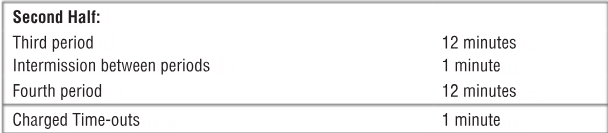 Second Half:
Third period 12 minutes
Intermission between periods 1 minute
Fourth period 12 minutes
Charged Time-outs 1 minute